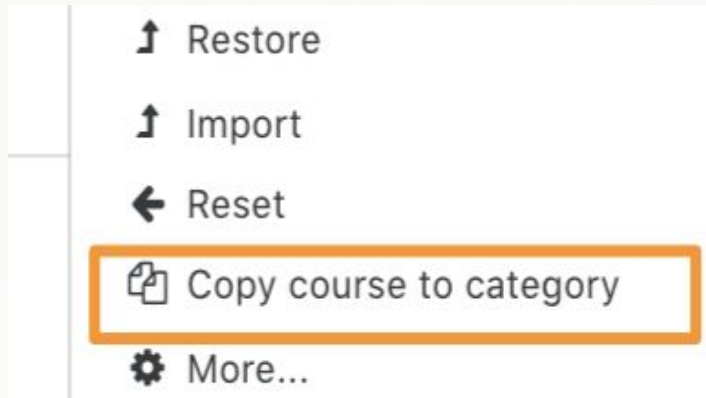 Restore
Import
Reset
Copy course to category
More...